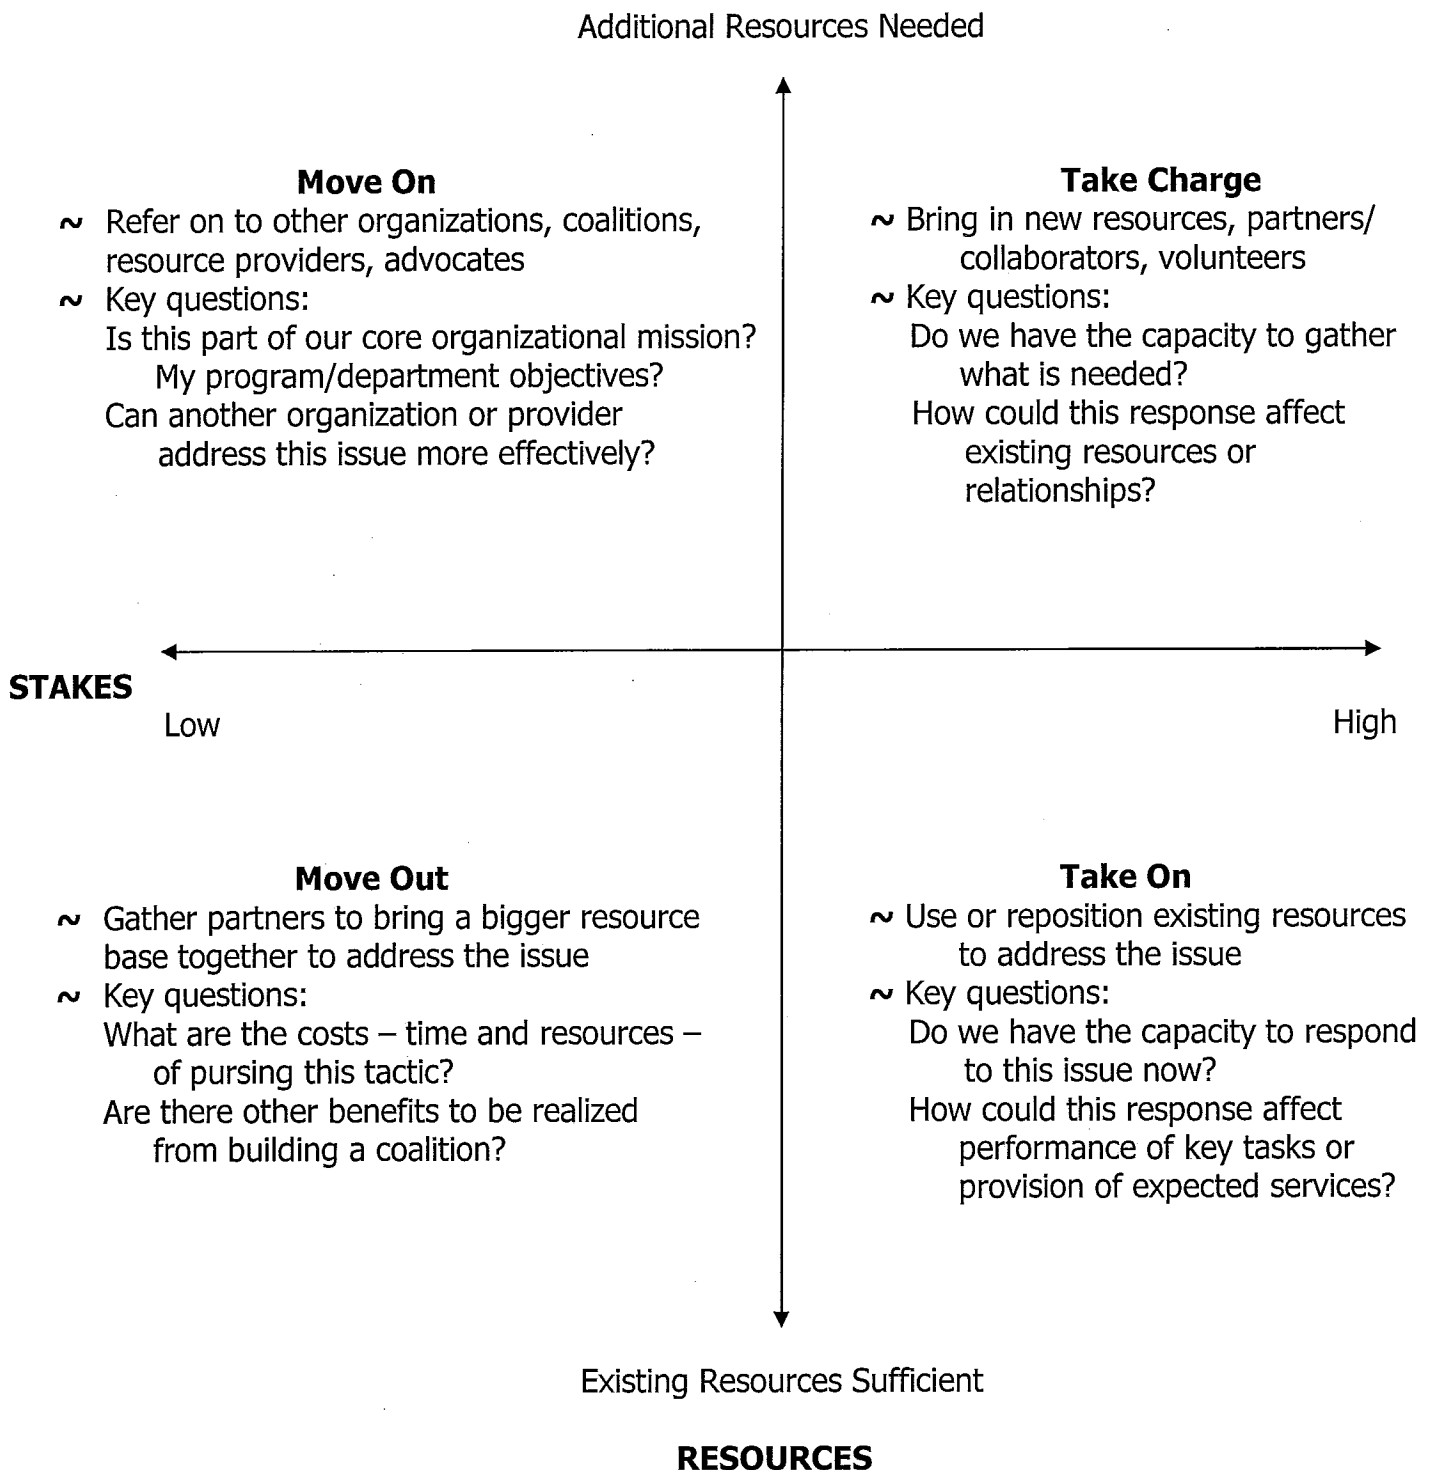 Additional Resources Needed
Move On
~ Refer on to other organizations, coalitions,
resource providers, advocates
~ Key questions:
Is this part of our core organizational mission?
My program/department objectives?
Can another organization or provider
address this issue more effectively?
Take Charge
~ Bring in new resources, partners/
collaborators, volunteers
~ Key questions:
Do we have the capacity to gather
what is needed?
How could this response affect
existing resources or
relationships?
STAKES
Low
High
Move Out
~ Gather partners to bring a bigger resource
base together to address the issue
~ Key questions:
What are the costs – time and resources –
of pursing this tactic?
Are there other benefits to be realized
from building a coalition?
Take On
~ Use or reposition existing resources
to address the issue
~ Key questions:
Do we have the capacity to respond
to this issue now?
How could this response affect
performance of key tasks or
provision of expected services?
Existing Resources Sufficient
RESOURCES